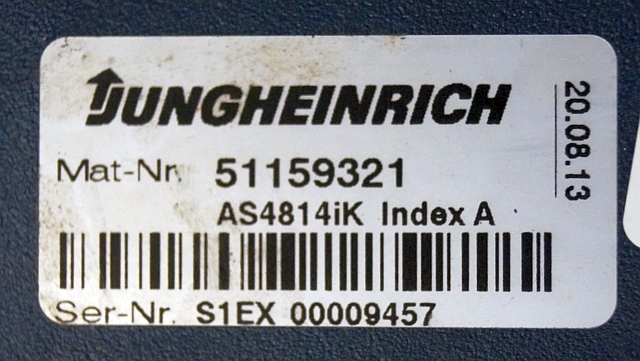 JUNGHEINRICH
20.08.13
Mat-Nr. 51159321
AS4814iK Index A
Ser-Nr. S1EX 00009457